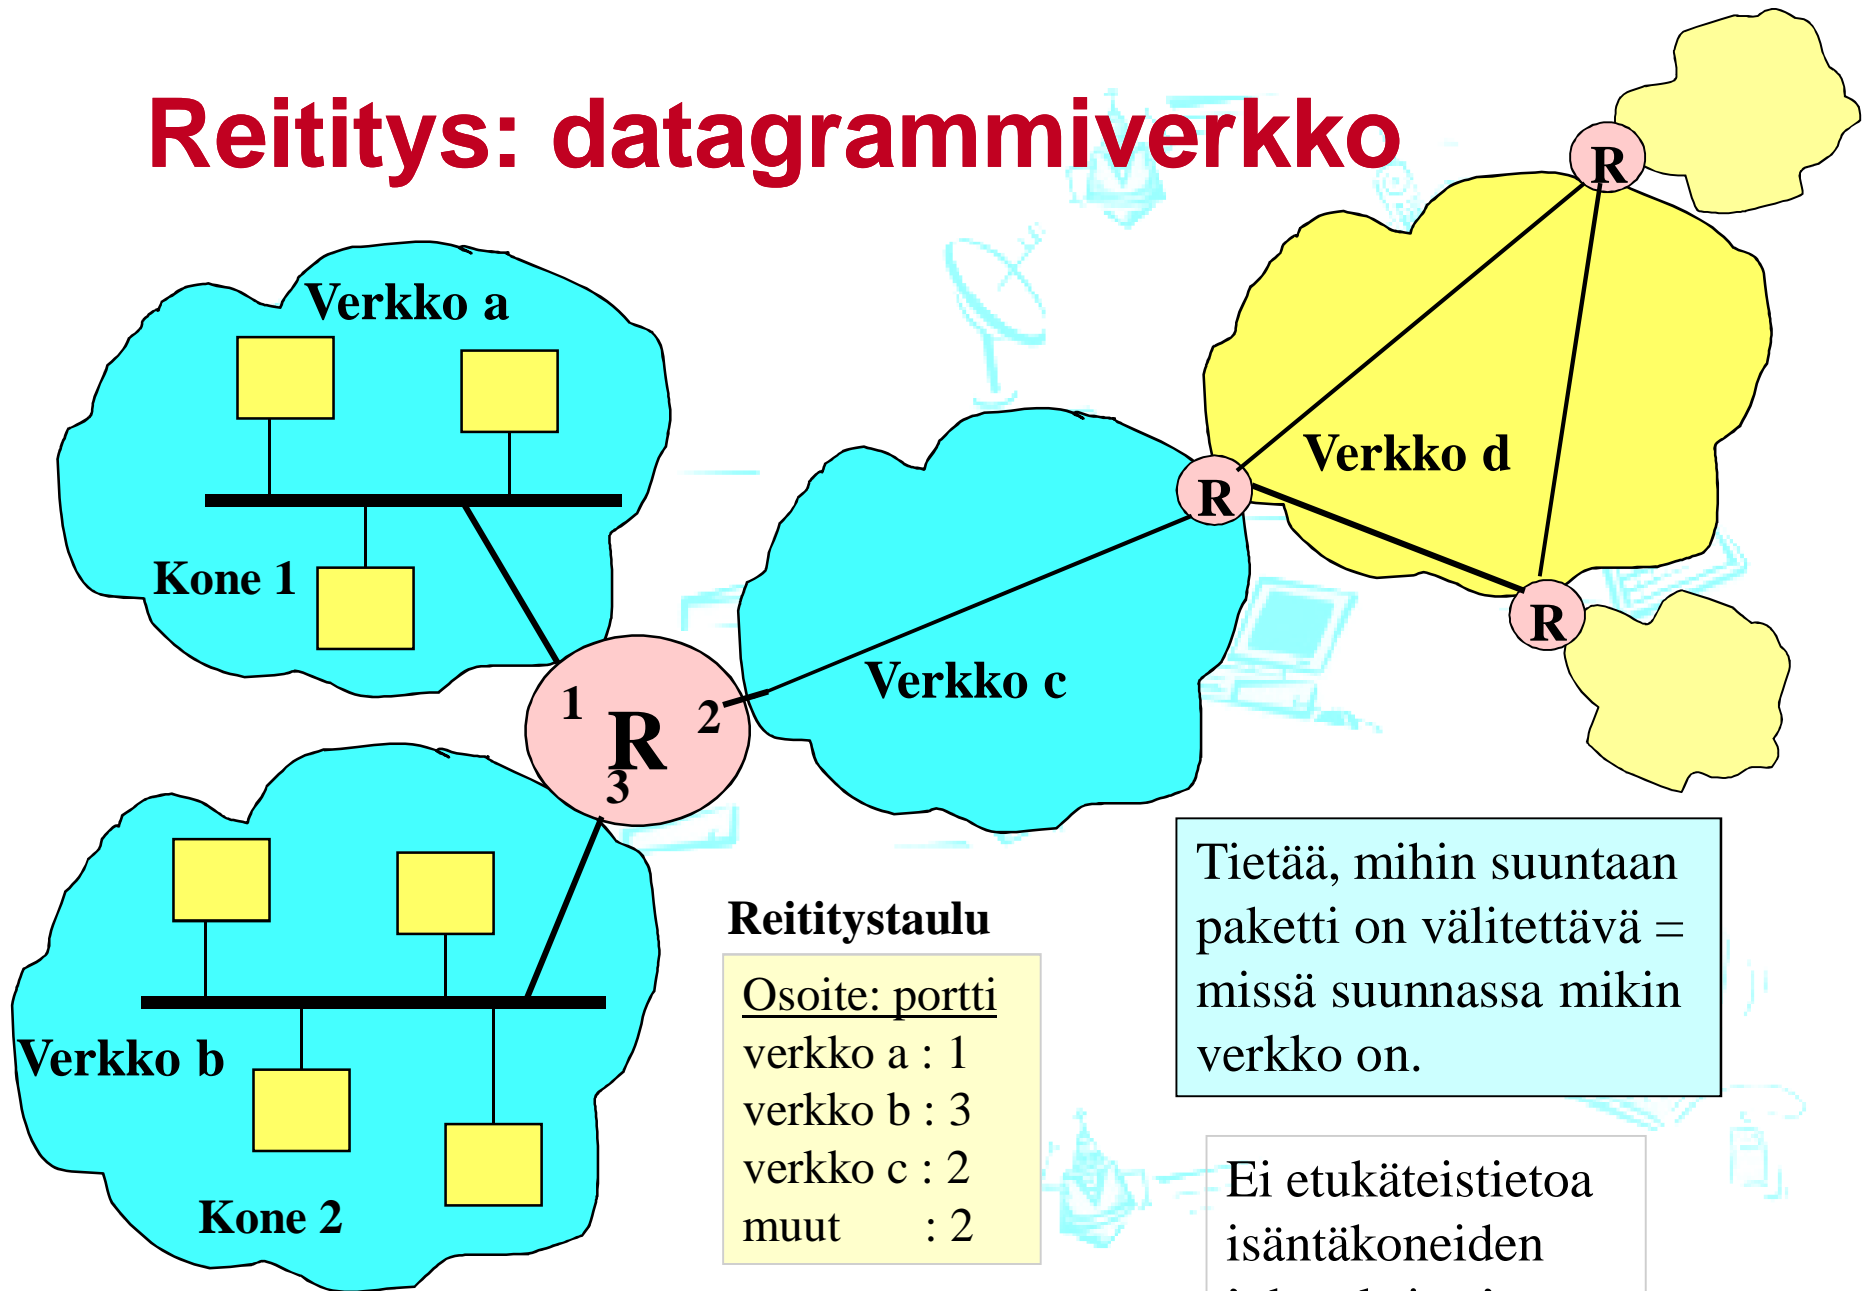 Reititys: datagrammiverkko
R
Verkko a
Verkko d
R
Kone 1
R
Verkko c
1
R
2
3
Verkko b
Kone 2
Reititystaulu
Osoite: portti
verkko a : 1
verkko b : 3
verkko c : 2
muut : 2
Tietää, mihin suuntaan
paketti on välitettävä =
missä suunnassa mikin
verkko on.
Ei etukäteistietoa
isäntäkoneiden